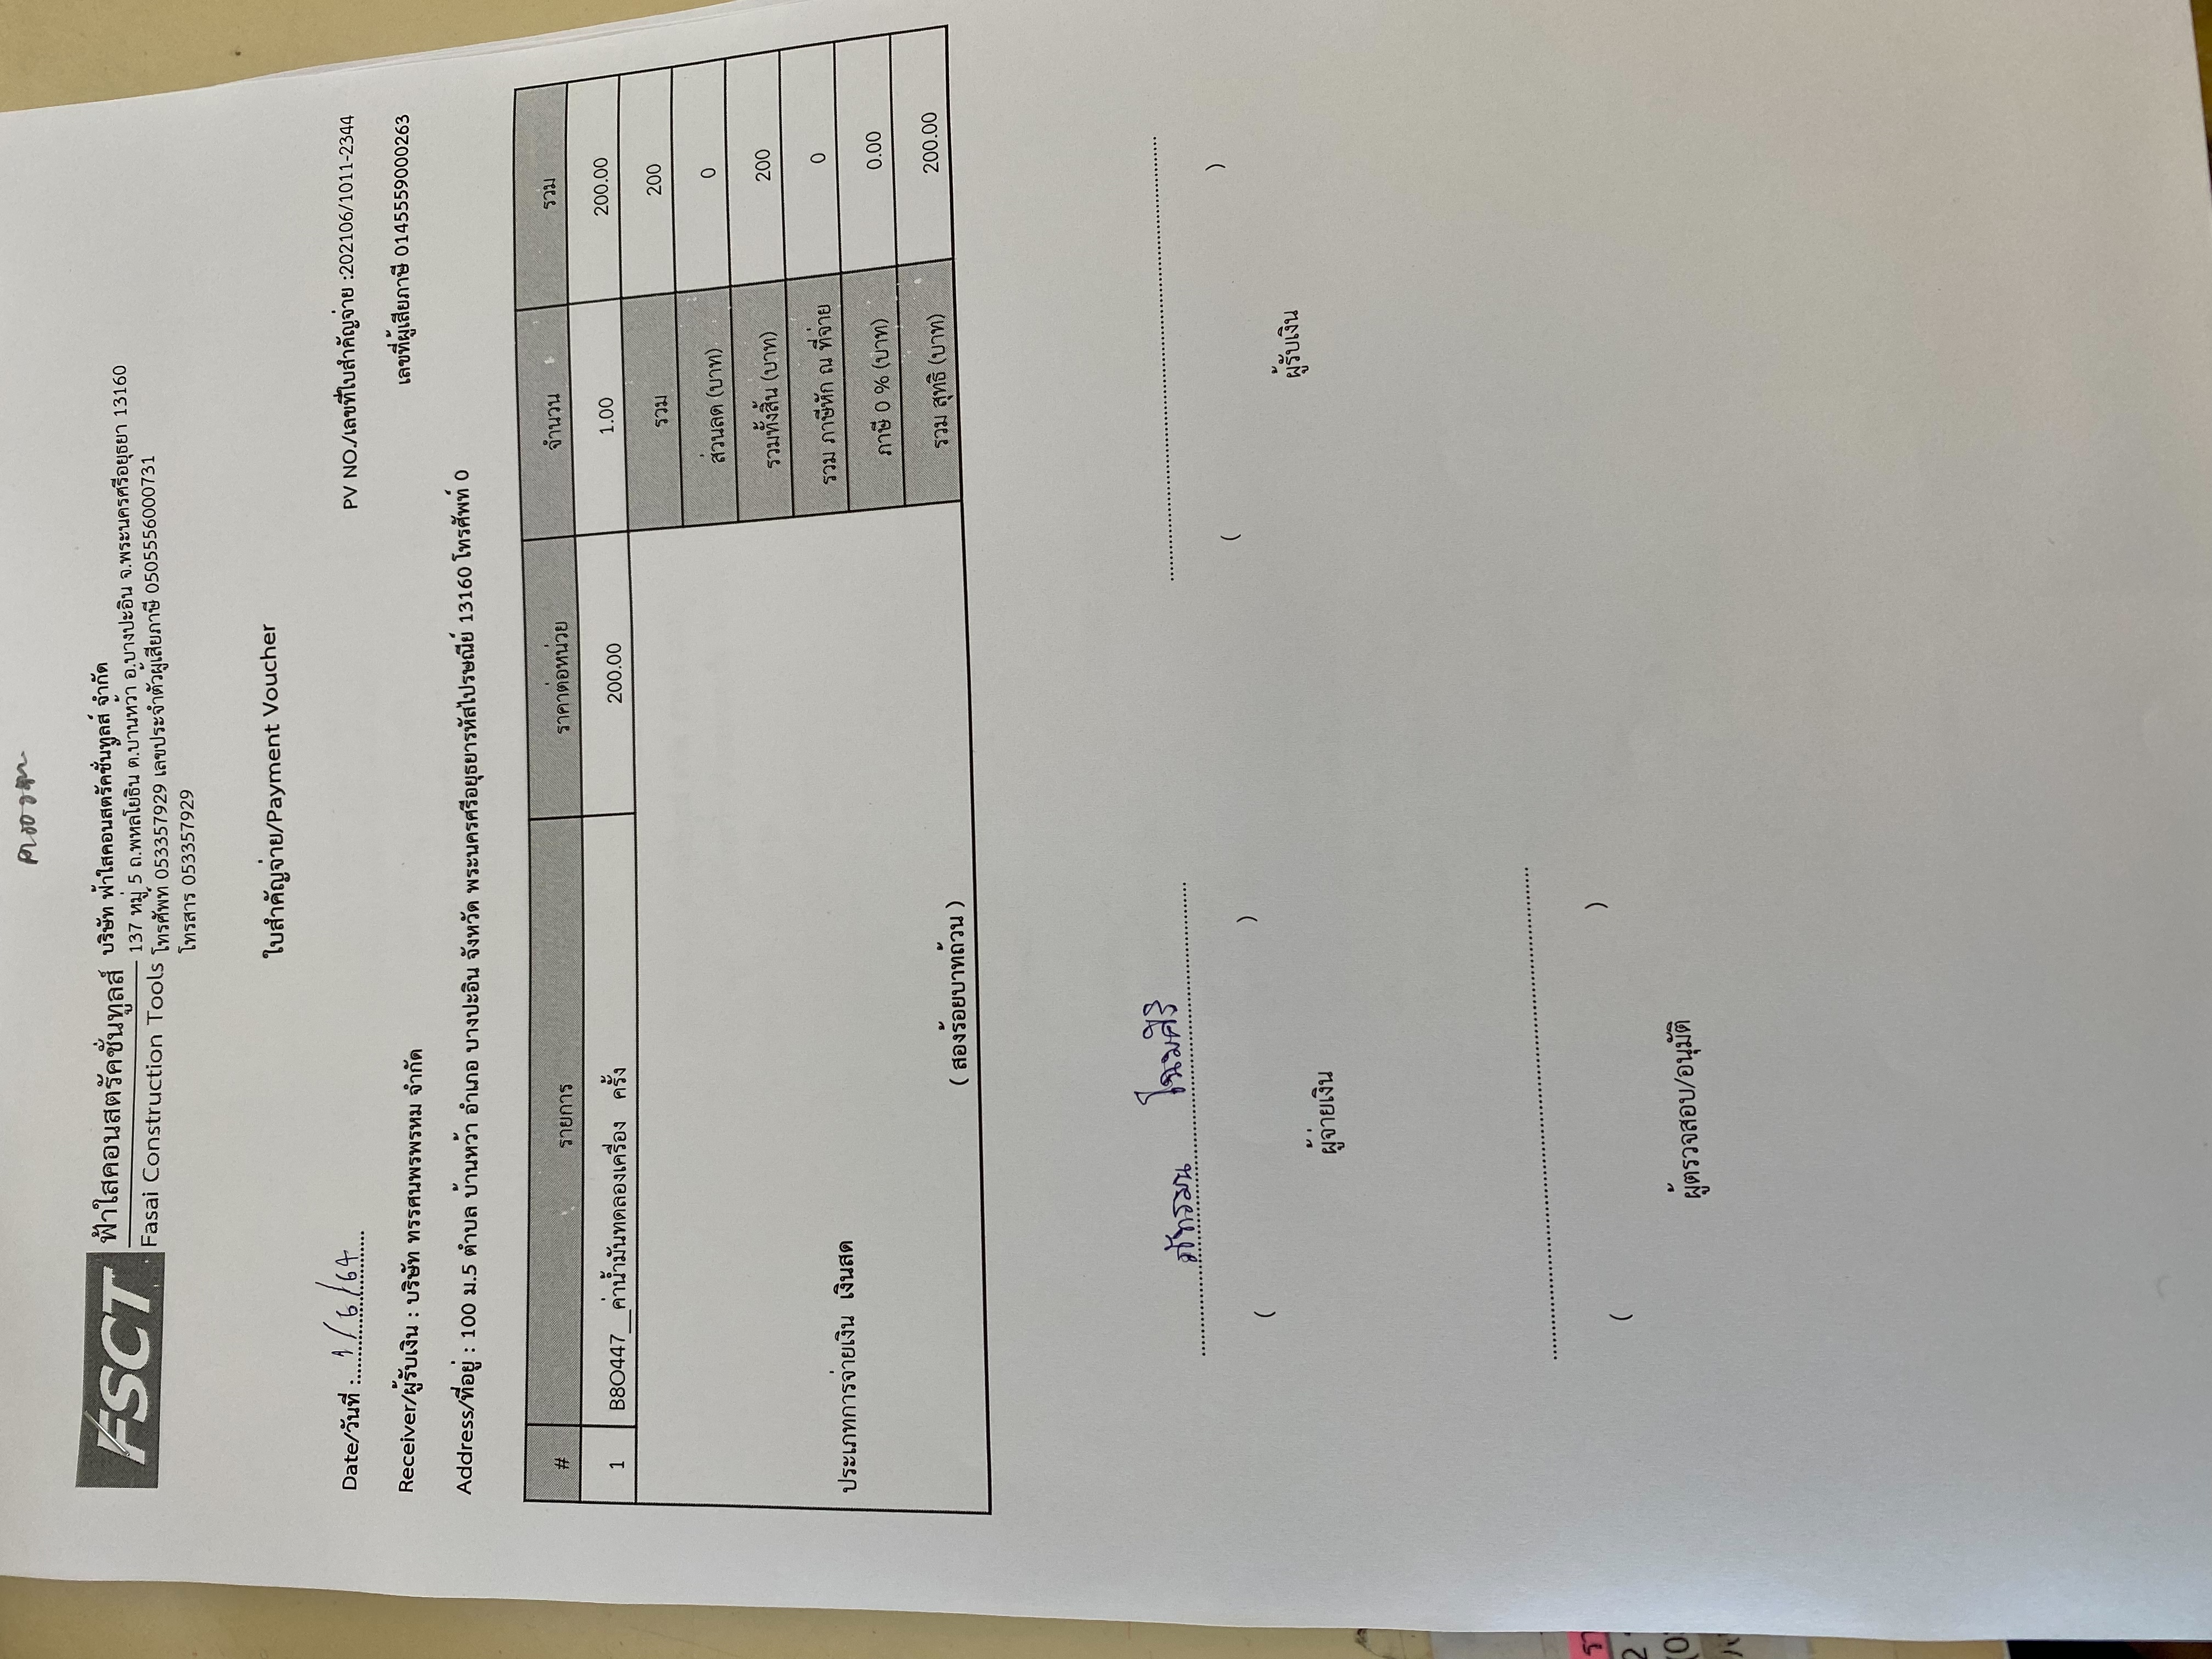 FSCT
ฟ้าใสคอนสตรัคชั่นทูลส์
Fasai Construction Tools
บริษัท ฟ้าใสคอนสตรัคชั่นทูลส์ จำกัด
137 หมู่ 5 ถ.พหลโยธิน ต.บ้านหว้า อ.บางปะอิน จ.พระนครศรีอยุธยา 13160
โทรศัพท์ 053357929 เลขประจำตัวผู้เสียภาษี 0505556000731
โทรสาร 053357929
ใบสำคัญจ่าย/Payment Voucher
Date/วันที่ : 1/6/64
PV NO./เลขที่ใบสำคัญจ่าย :202106/1011-2344
Receiver/ผู้รับเงิน : บริษัท ทรรศนพรพรหม จำกัด
เลขที่ผู้เสียภาษี 0145559000263
Address/ที่อยู่ : 100 ม.5 ตำบล บ้านหว้า อำเภอ บางปะอิน จังหวัด พระนครศรีอยุธยารหัสไปรษณีย์ 13160 โทรศัพท์ 0
# รายการ ราคาต่อหน่วย จำนวน รวม
1 B80447__ค่าน้ำมันทดลองเครื่อง ครั้ง 200.00 1.00 200.00
รวม 200
ส่วนลด (บาท) 0
รวมทั้งสิ้น (บาท) 200
รวม ภาษีหัก ณ ที่จ่าย 0
ประเภทการจ่ายเงิน เงินสด
ภาษี 0 % (บาท) 0.00
รวม สุทธิ (บาท) 200.00
( สองร้อยบาทถ้วน )
ภัทรมน โฉมศิริ
( )
( )
ผู้จ่ายเงิน
ผู้รับเงิน
( )
ผู้ตรวจสอบ/อนุมัติ